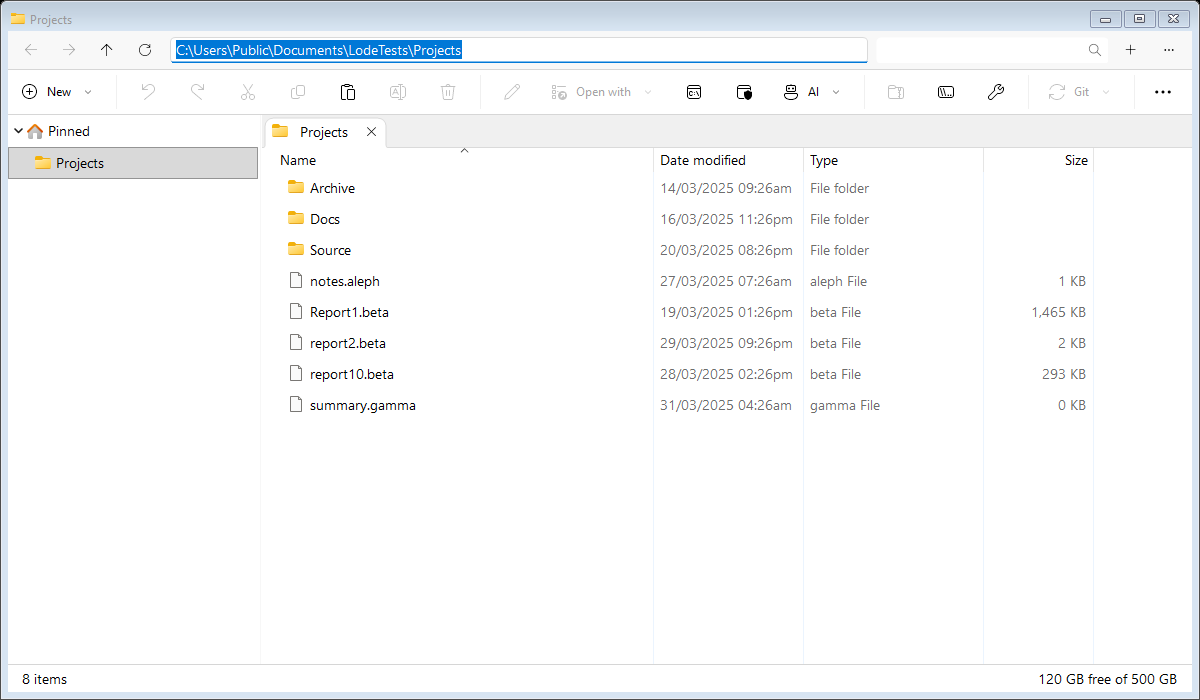 Projects
C:\Users\Public\Documents\LodeTests\Projects
New
Open with
AI
Git
Pinned
Projects
Projects
Name Date modified Type Size
Archive 14/03/2025 09:26am File folder
Docs 16/03/2025 11:26pm File folder
Source 20/03/2025 08:26pm File folder
notes.aleph 27/03/2025 07:26am aleph File 1 KB
Report1.beta 19/03/2025 01:26pm beta File 1,465 KB
report2.beta 29/03/2025 09:26pm beta File 2 KB
report10.beta 28/03/2025 02:26pm beta File 293 KB
summary.gamma 31/03/2025 04:26am gamma File 0 KB
8 items 120 GB free of 500 GB